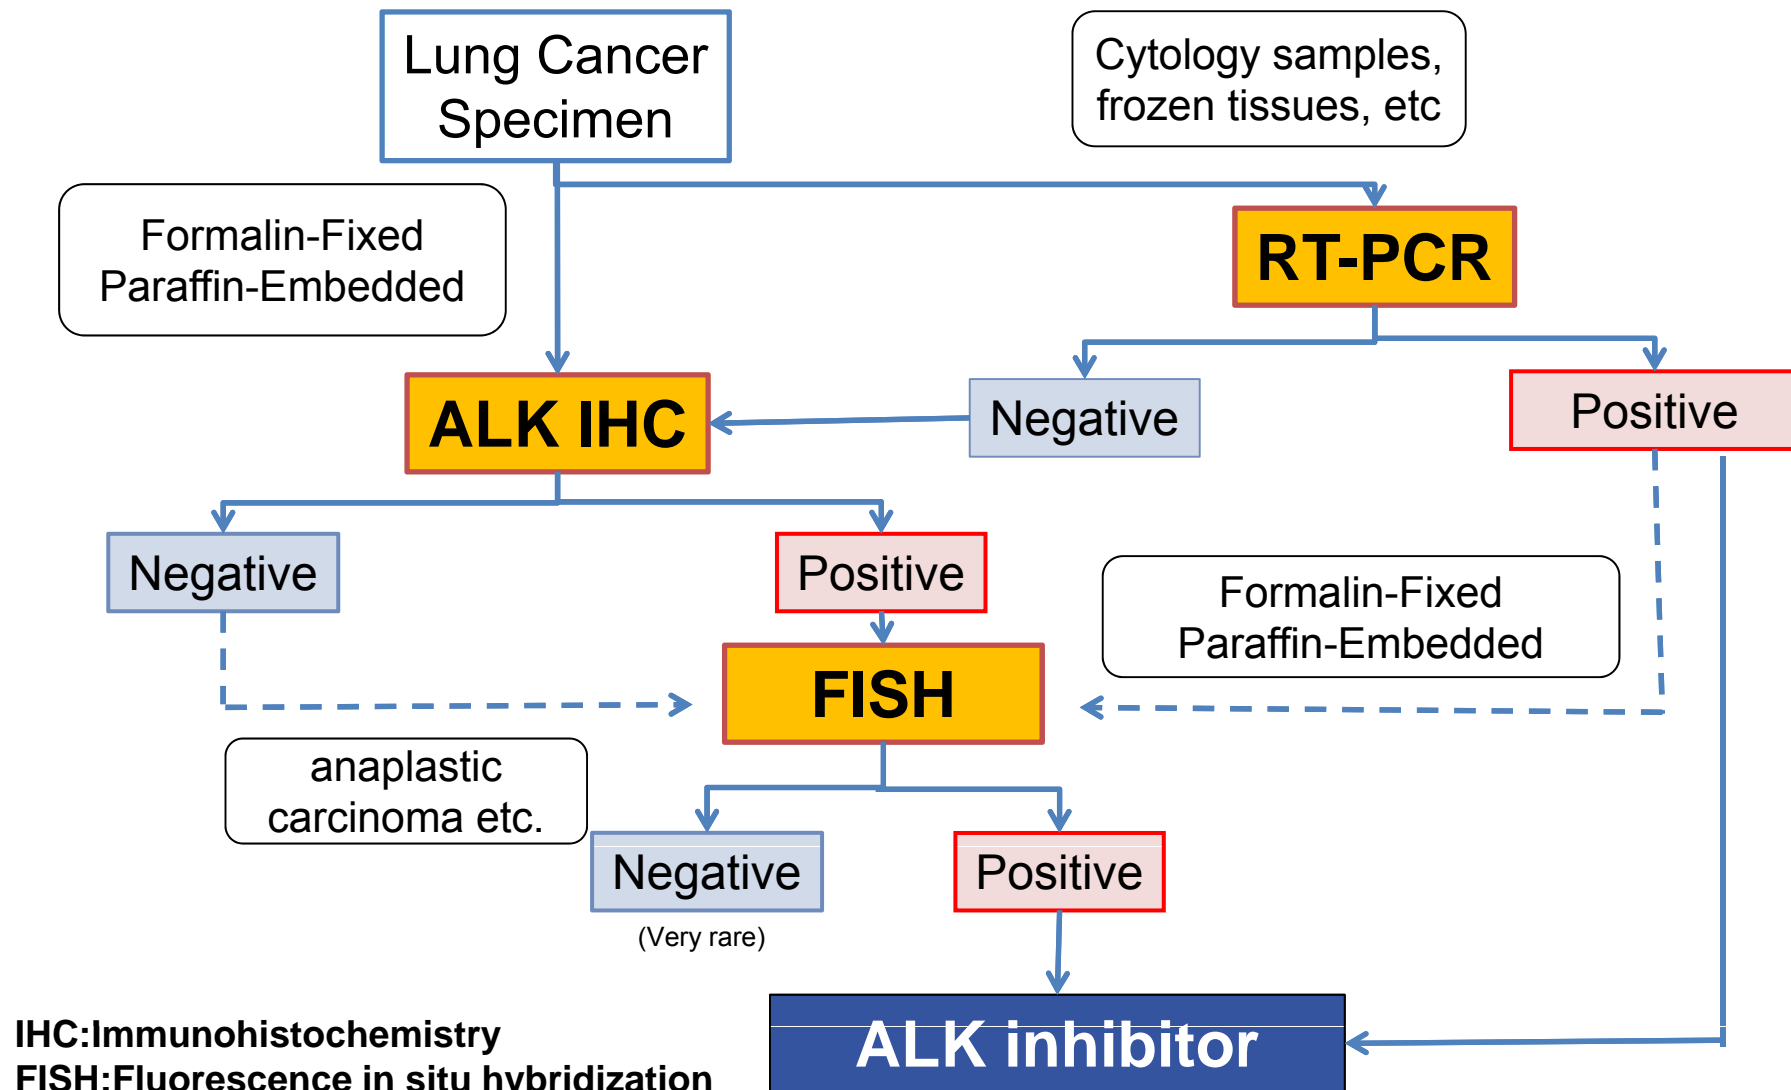 Lung Cancer
Specimen
Cytology samples,
frozen tissues, etc
Formalin-Fixed
Paraffin-Embedded
RT-PCR
ALK IHC
Negative
Positive
Negative
Positive
Formalin-Fixed
Paraffin-Embedded
FISH
anaplastic
carcinoma etc.
Negative
Positive
(Very rare)
ALK inhibitor
IHC:Immunohistochemistry
FISH:Fluorescence in situ hybridization